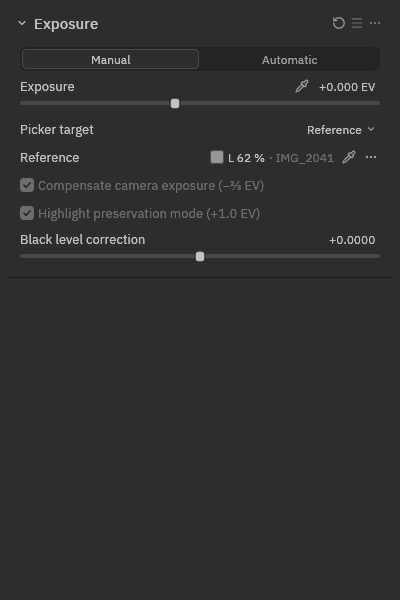 Exposure
Manual Automatic
Exposure +0.000 EV
Picker target Reference
Reference L 62 % · IMG_2041
Compensate camera exposure (−⅔ EV)
Highlight preservation mode (+1.0 EV)
Black level correction +0.0000